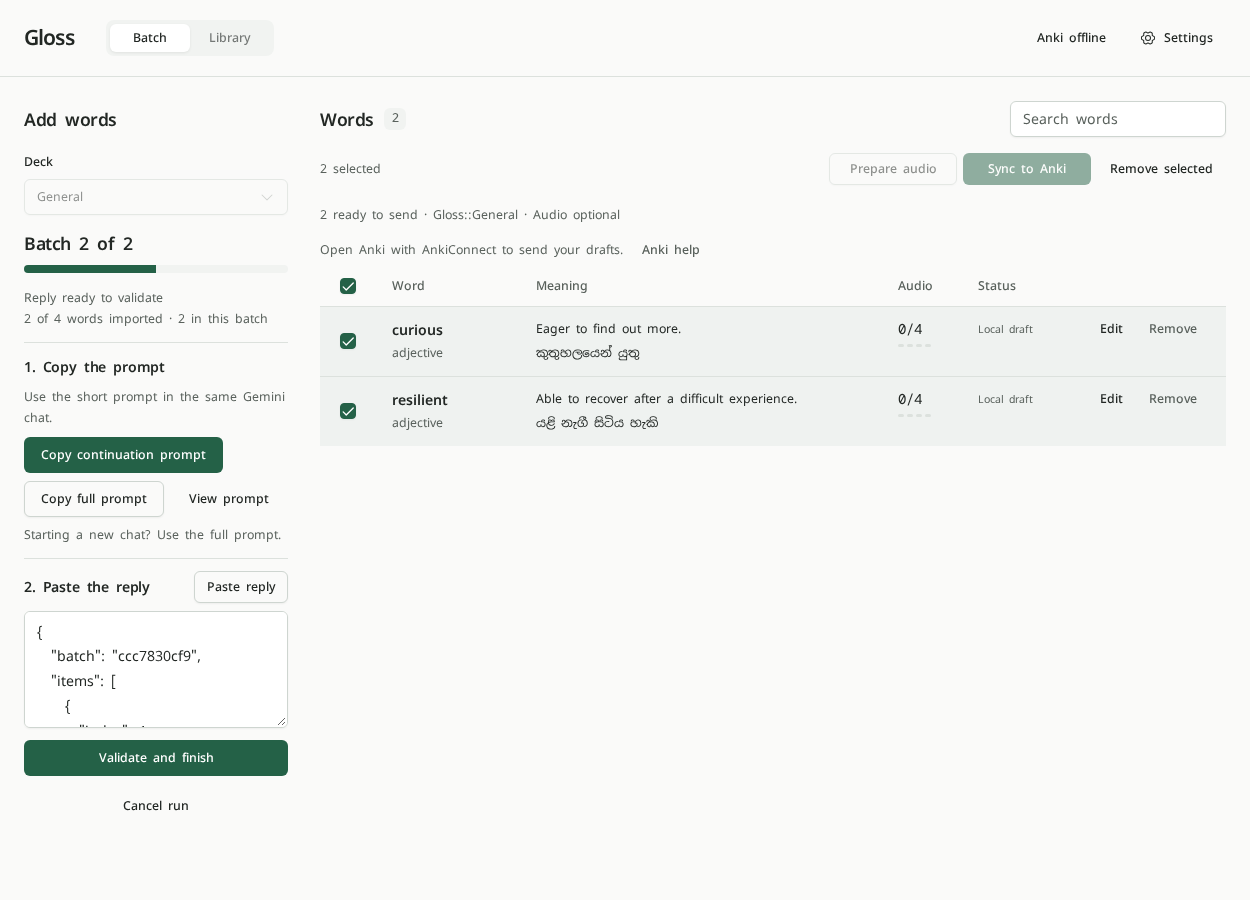 Gloss
Batch
Library
Anki offline
Settings
Add words
Deck
General
Batch 2 of 2
Reply ready to validate
2 of 4 words imported · 2 in this batch
1. Copy the prompt
Use the short prompt in the same Gemini
chat.
Copy continuation prompt
Copy full prompt
View prompt
Starting a new chat? Use the full prompt.
2. Paste the reply
Paste reply
{
"batch": "ccc7830cf9",
"items": [
{
Validate and finish
Cancel run
Words 2
Search words
2 selected
Prepare audio
Sync to Anki
Remove selected
2 ready to send · Gloss::General · Audio optional
Open Anki with AnkiConnect to send your drafts. Anki help
Word Meaning Audio Status
curious
adjective
Eager to find out more.
කුතුහලයෙන් යුතු
0/4
Local draft
Edit
Remove
resilient
adjective
Able to recover after a difficult experience.
යළි නැගී සිටිය හැකි
0/4
Local draft
Edit
Remove